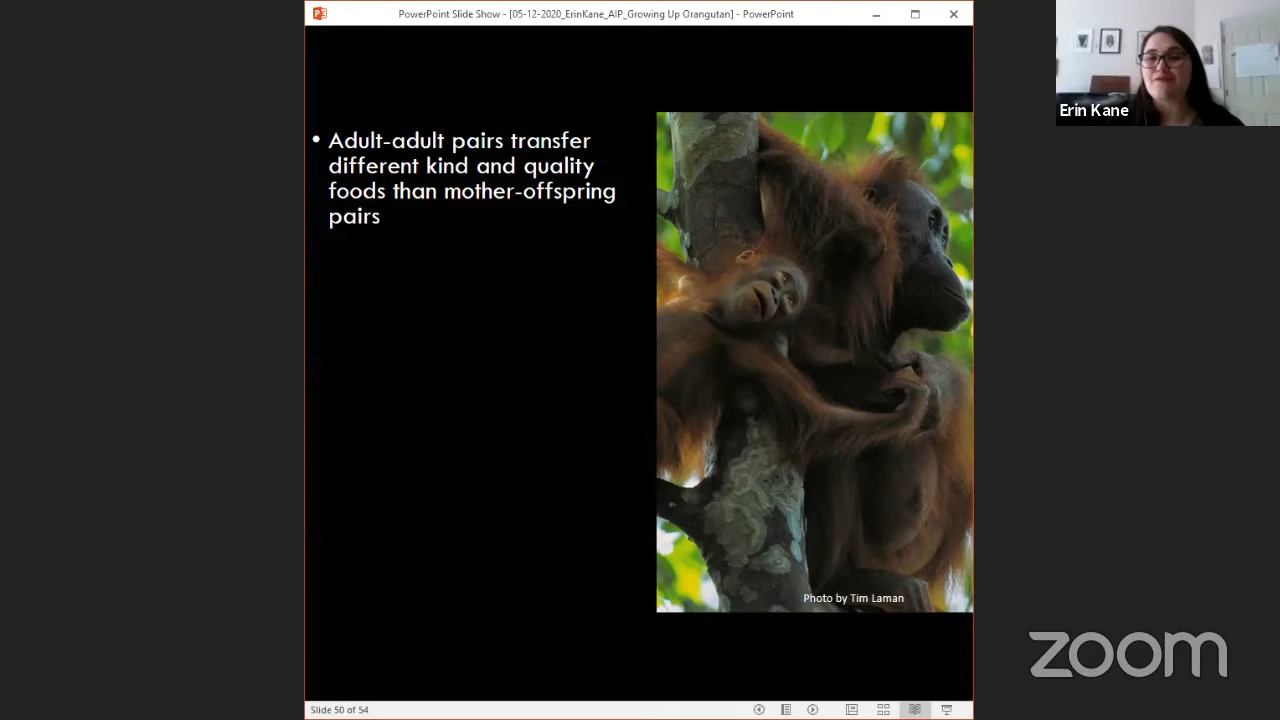 PowerPoint Slide Show - [05-12-2020_ErinKane_AIP_Growing Up Orangutan] - PowerPoint
Erin Kane
• Adult-adult pairs transfer
different kind and quality
foods than mother-offspring
pairs
Photo by Tim Laman
zoom
Slide 50 of 54